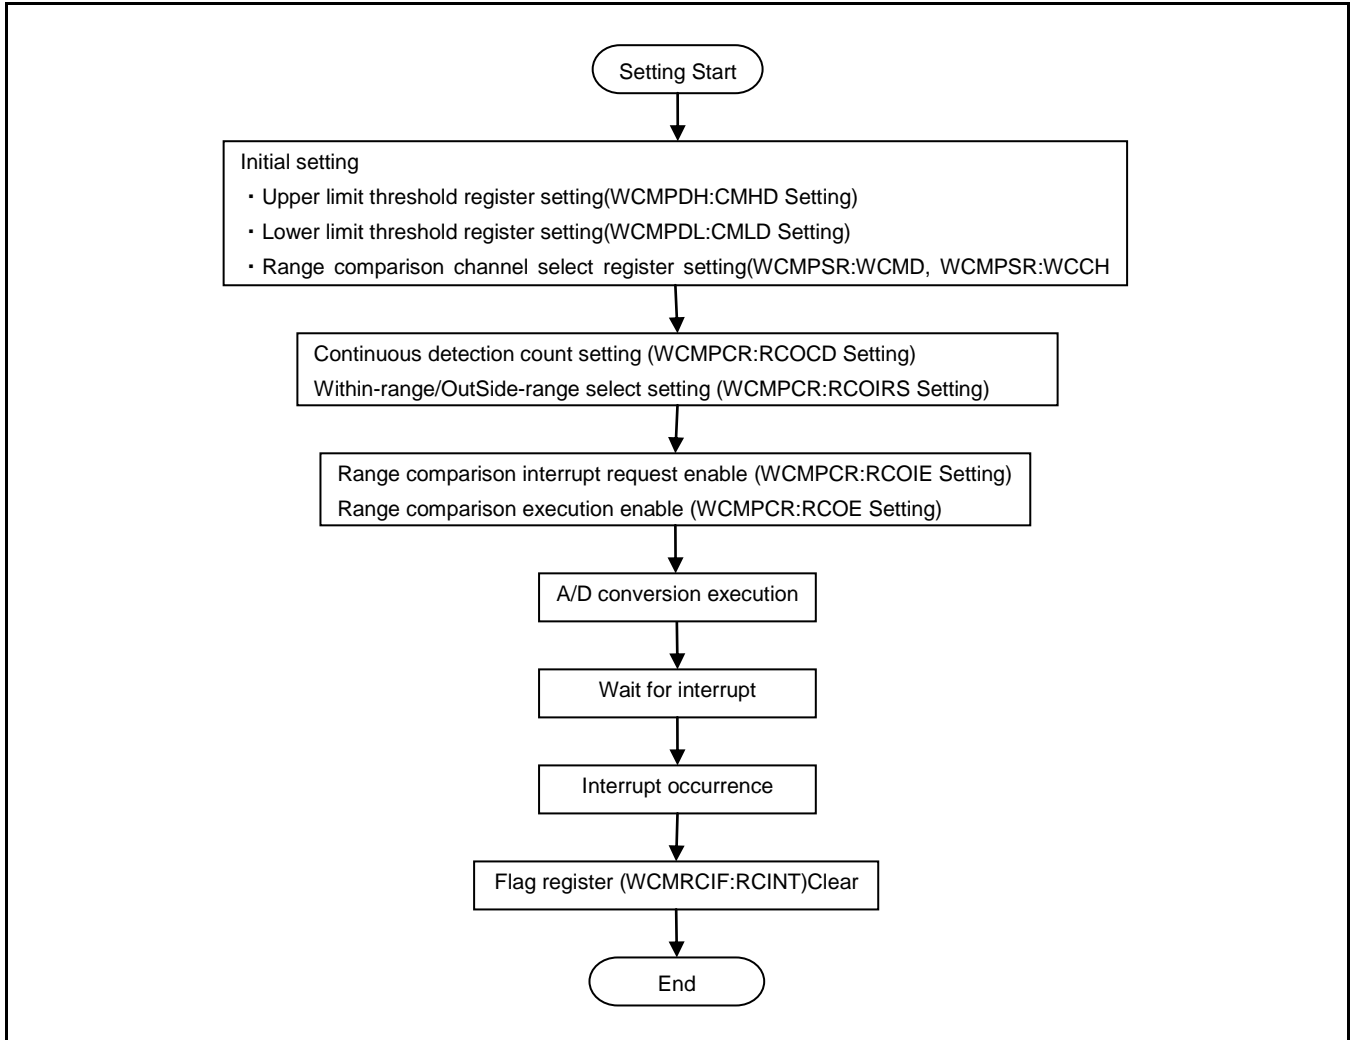 Setting Start
Initial setting
・Upper limit threshold register setting(WCMPDH:CMHD Setting)
・Lower limit threshold register setting(WCMPDL:CMLD Setting)
・Range comparison channel select register setting(WCMPSR:WCMD, WCMPSR:WCCH
Continuous detection count setting (WCMPCR:RCOCD Setting)
Within-range/OutSide-range select setting (WCMPCR:RCOIRS Setting)
Range comparison interrupt request enable (WCMPCR:RCOIE Setting)
Range comparison execution enable (WCMPCR:RCOE Setting)
A/D conversion execution
Wait for interrupt
Interrupt occurrence
Flag register (WCMRCIF:RCINT)Clear
End